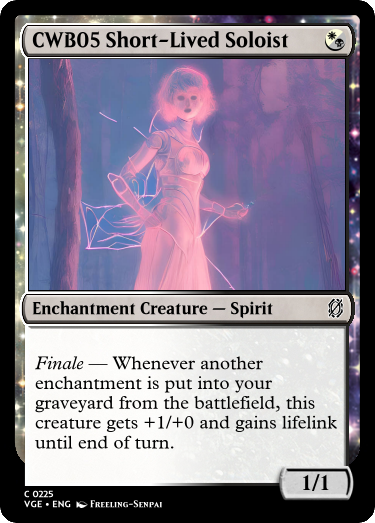 CWB05 Short-Lived Soloist
Enchantment Creature — Spirit
Finale — Whenever another
enchantment is put into your
graveyard from the battlefield, this
creature gets +1/+0 and gains lifelink
until end of turn.
1/1
C 0225
VGE • ENG Freeling-Senpai